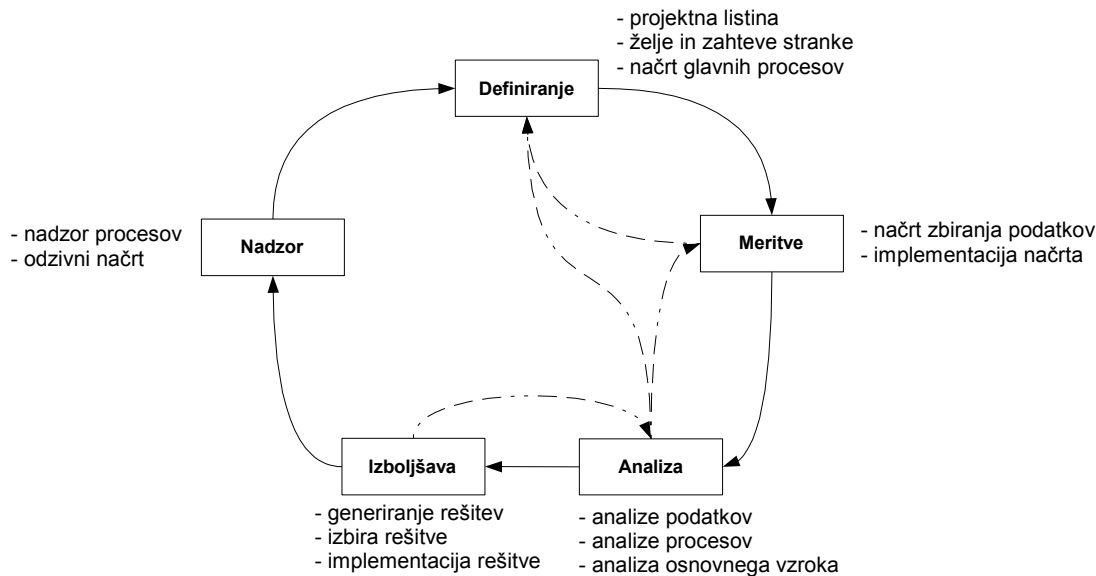 - projektna listina
- želje in zahteve stranke
- načrt glavnih procesov
Definiranje
Meritve
- načrt zbiranja podatkov
- implementacija načrta
- nadzor procesov
- odzivni načrt
Nadzor
Izboljšava
- generiranje rešitev
- izbira rešitve
- implementacija rešitve
Analiza
- analize podatkov
- analize procesov
- analiza osnovnega vzroka